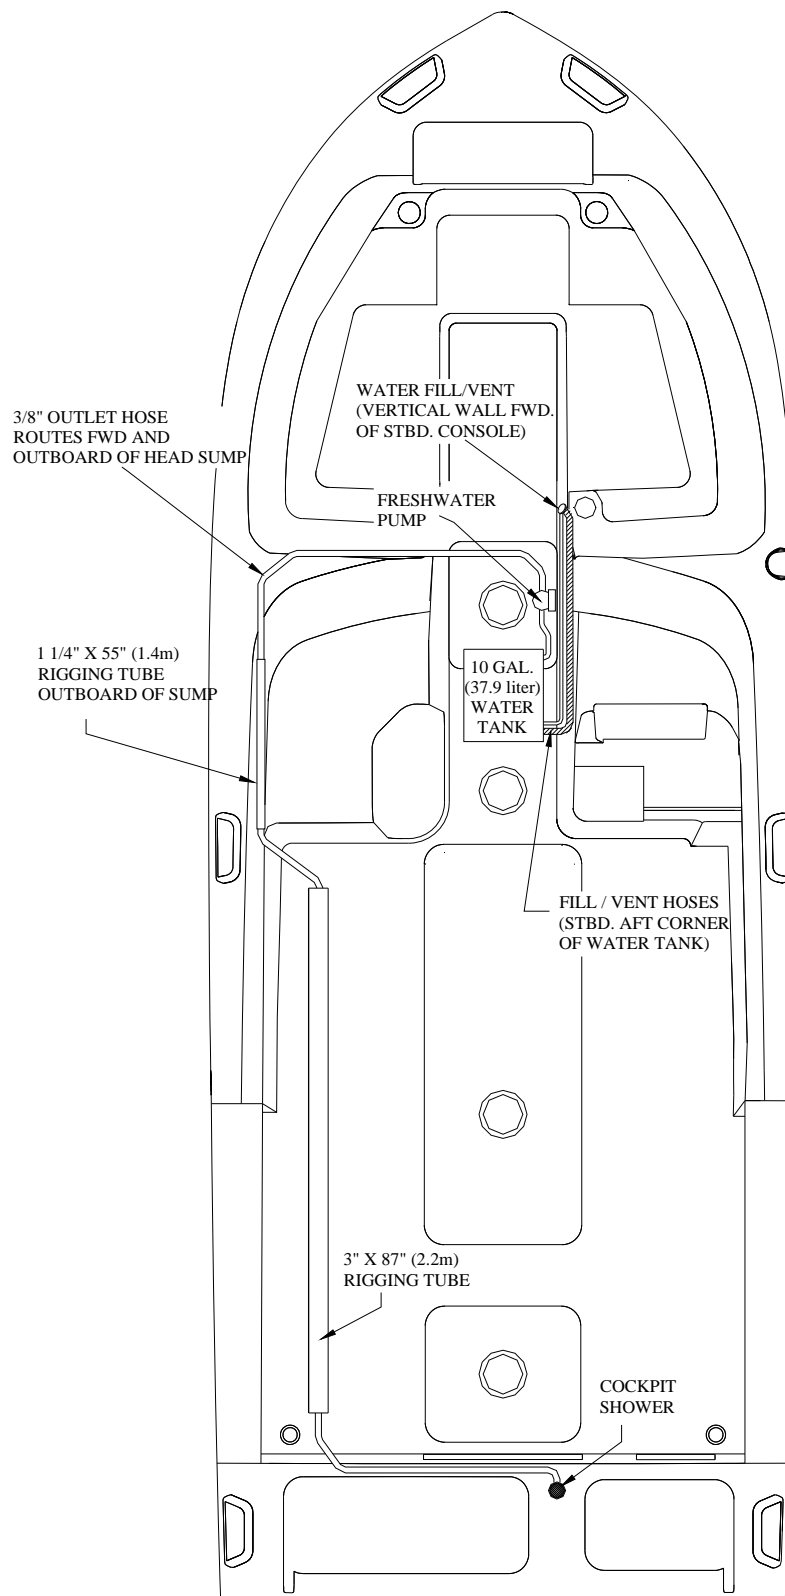 WATER FILL/VENT
(VERTICAL WALL FWD.
OF STBD. CONSOLE)
3/8" OUTLET HOSE
ROUTES FWD AND
OUTBOARD OF HEAD SUMP
FRESHWATER
PUMP
1 1/4" X 55" (1.4m)
RIGGING TUBE
OUTBOARD OF SUMP
10 GAL.
(37.9 liter)
WATER
TANK
FILL / VENT HOSES
(STBD. AFT CORNER
OF WATER TANK)
3" X 87" (2.2m)
RIGGING TUBE
COCKPIT
SHOWER